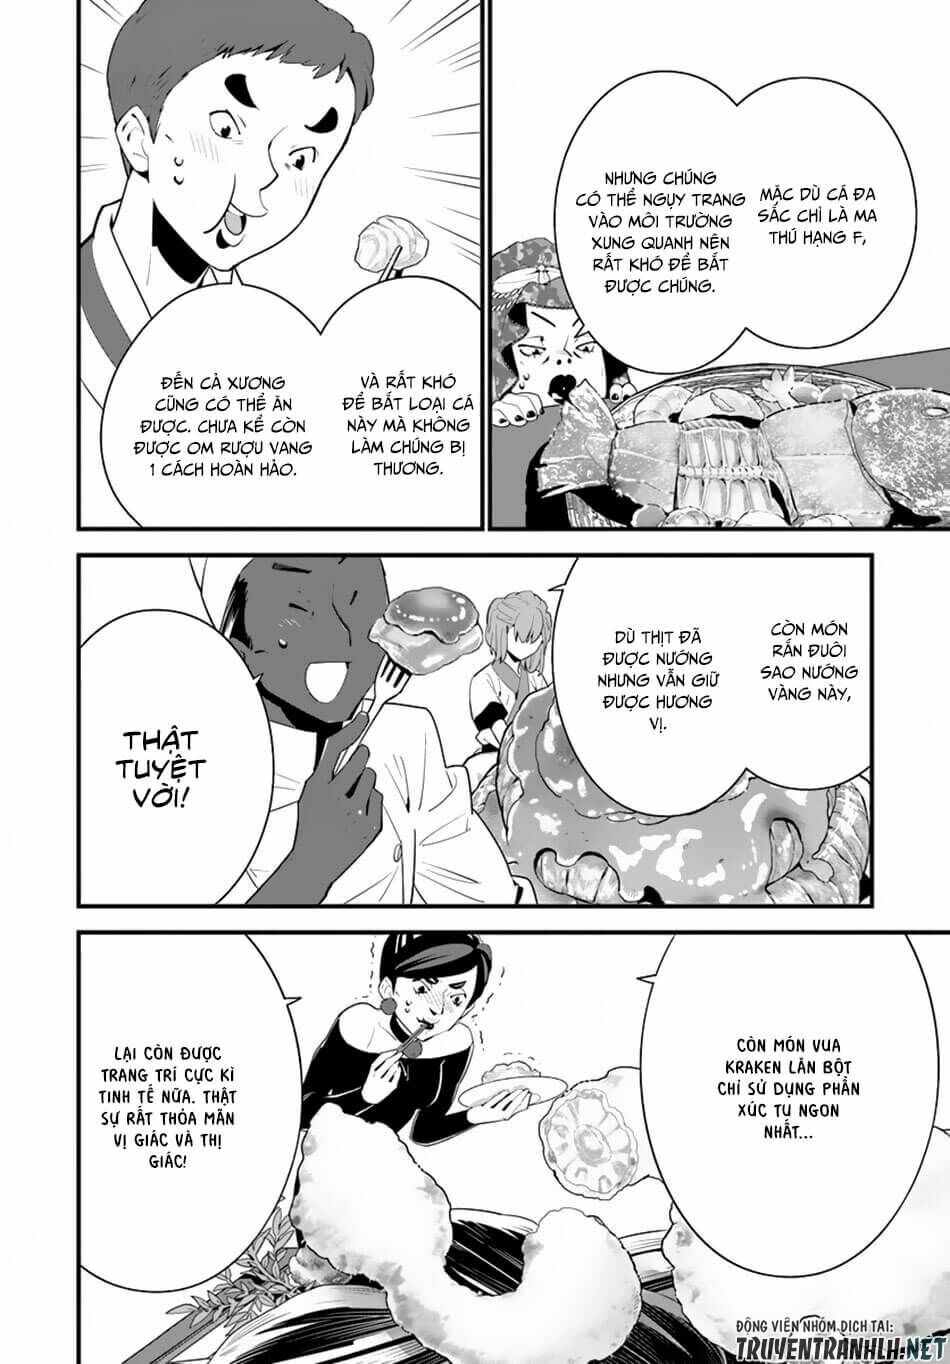 MẶC DÙ CÁ ĐA
SẮC CHỈ LÀ MA
THÚ HẠNG F,
NHƯNG CHÚNG
CÓ THỂ NGỤY TRANG
VÀO MÔI TRƯỜNG
XUNG QUANH NÊN
RẤT KHÓ ĐỂ BẮT
ĐƯỢC CHÚNG.
VÀ RẤT KHÓ
ĐỂ BẮT LOẠI CÁ
NÀY MÀ KHÔNG
LÀM CHÚNG BỊ
THƯƠNG.
ĐẾN CẢ XƯƠNG
CŨNG CÓ THỂ ĂN
ĐƯỢC. CHƯA KỂ CÒN
ĐƯỢC OM RƯỢU VANG
1 CÁCH HOÀN HẢO.
CÒN MÓN
RẮN ĐUÔI
SAO NƯỚNG
VÀNG NÀY,
DÙ THỊT ĐÃ
ĐƯỢC NƯỚNG
NHƯNG VẪN GIỮ
ĐƯỢC HƯƠNG
VỊ.
THẬT
TUYỆT
VỜI!
CÒN MÓN VUA
KRAKEN LĂN BỘT
CHỈ SỬ DỤNG PHẦN
XÚC TU NGON
NHẤT...
LẠI CÒN ĐƯỢC
TRANG TRÍ CỰC KÌ
TINH TẾ NỮA. THẬT
SỰ RẤT THỎA MÃN
VỊ GIÁC VÀ THỊ
GIÁC!
ĐỘNG VIÊN NHÓM DỊCH TẠI:
TRUYENTRANHLH.NET